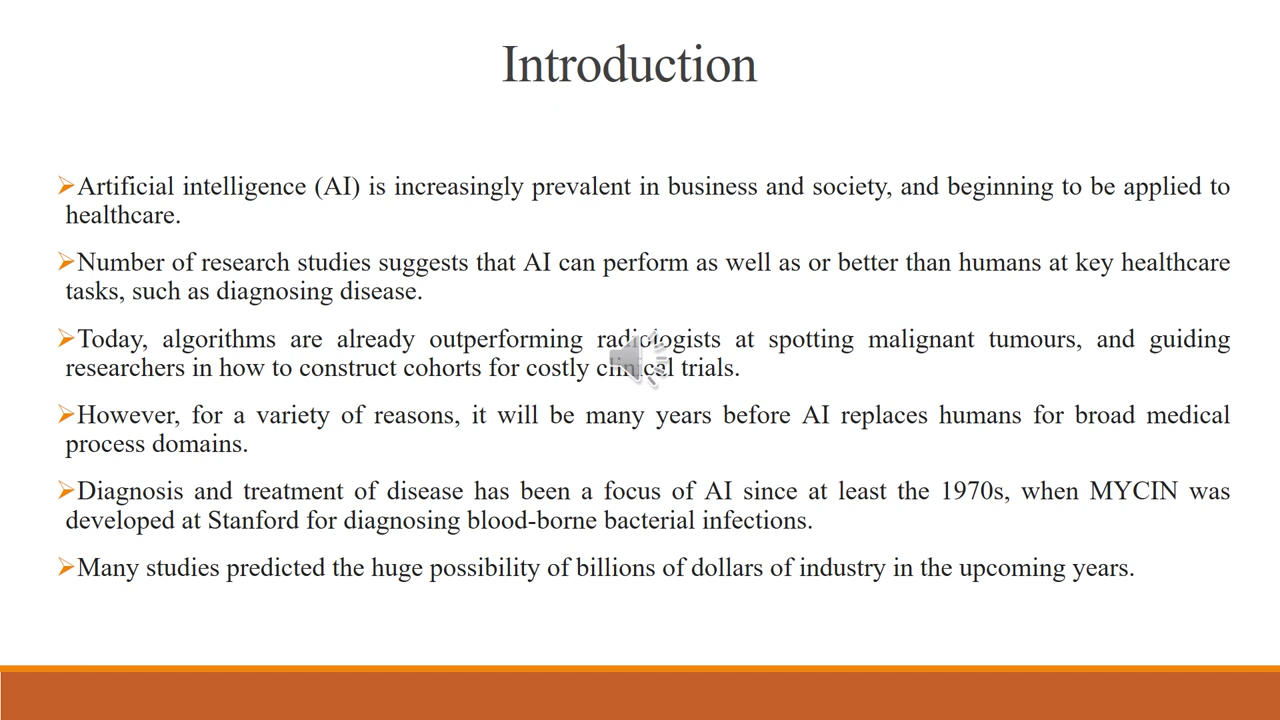 Introduction
➢Artificial intelligence (AI) is increasingly prevalent in business and society, and beginning to be applied to
healthcare.
➢Number of research studies suggests that AI can perform as well as or better than humans at key healthcare
tasks, such as diagnosing disease.
➢Today, algorithms are already outperforming radiologists at spotting malignant tumours, and guiding
researchers in how to construct cohorts for costly clinical trials.
➢However, for a variety of reasons, it will be many years before AI replaces humans for broad medical
process domains.
➢Diagnosis and treatment of disease has been a focus of AI since at least the 1970s, when MYCIN was
developed at Stanford for diagnosing blood-borne bacterial infections.
➢Many studies predicted the huge possibility of billions of dollars of industry in the upcoming years.